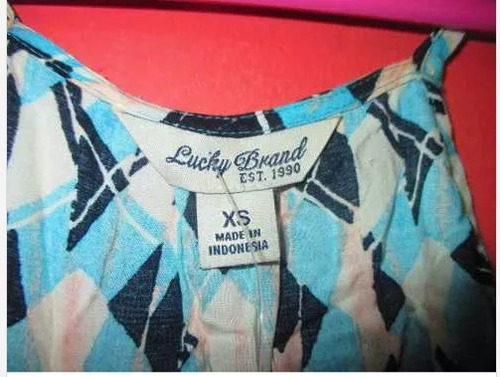 Lucky Brand
EST. 1990
XS
MADE IN
INDONESIA